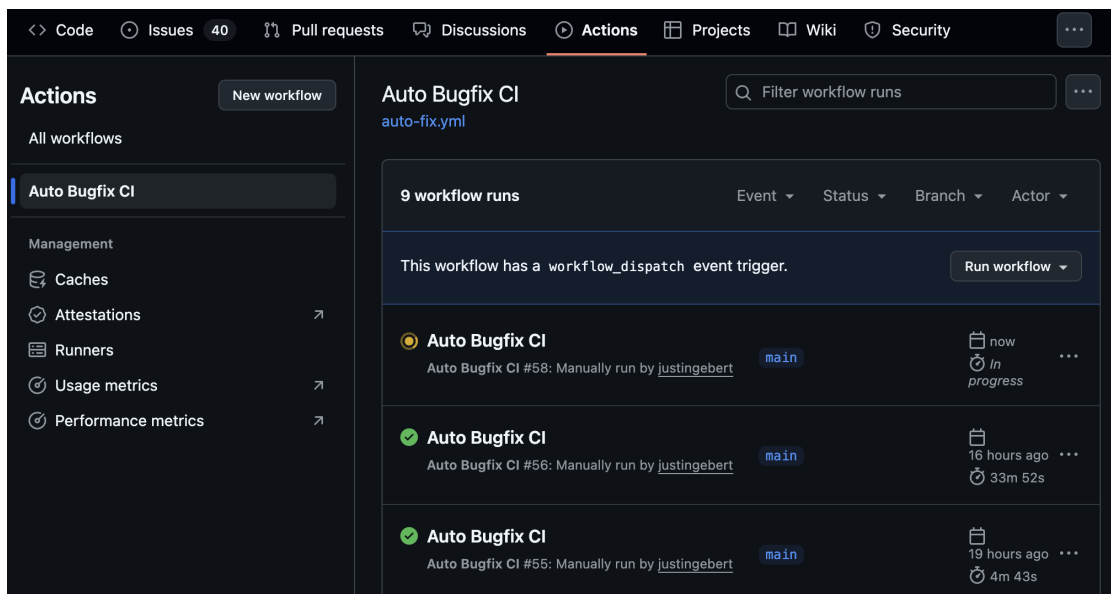 Code Issues 40 Pull requests Discussions Actions Projects Wiki Security ...
Actions
New workflow
All workflows
Auto Bugfix CI
Management
Caches
Attestations
Runners
Usage metrics
Performance metrics
Auto Bugfix CI
auto-fix.yml
Filter workflow runs
9 workflow runs
Event Status Branch Actor
This workflow has a workflow_dispatch event trigger.
Run workflow
Auto Bugfix CI
Auto Bugfix CI #58: Manually run by justingebert
main
now
In
progress
Auto Bugfix CI
Auto Bugfix CI #56: Manually run by justingebert
main
16 hours ago
33m 52s
Auto Bugfix CI
Auto Bugfix CI #55: Manually run by justingebert
main
19 hours ago
4m 43s